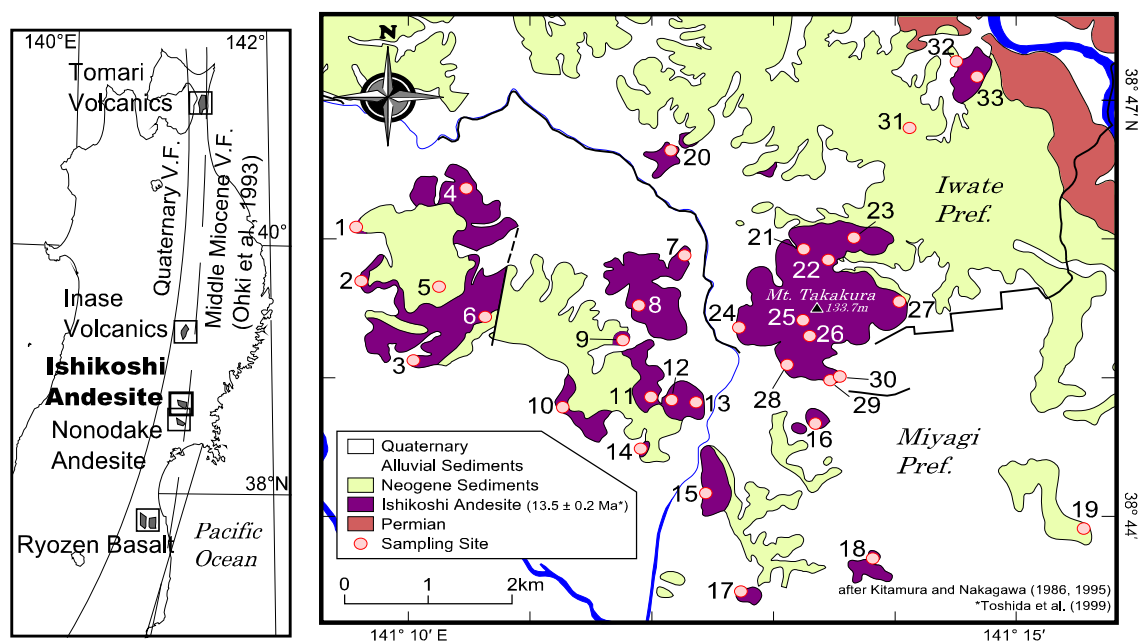 140°E
142°
Tomari
Volcanics
Quaternary V.F.
Middle Miocene V.F.
(Ohki et al. 1993)
40°
Inase
Volcanics
Ishikoshi
Andesite
Nonodake
Andesite
38°N
Ryozen Basalt
Pacific
Ocean
N
32
33
38° 47′ N
31
20
Iwate
Pref.
4
1
23
21
7
22
5
2
Mt. Takakura
133.7m
27
8
6
24
25
26
9
3
12
30
28
29
11
13
10
16
Miyagi
Pref.
14
15
19
38° 44′
18
17
Quaternary
Alluvial Sediments
Neogene Sediments
Ishikoshi Andesite (13.5 ± 0.2 Ma*)
Permian
Sampling Site
0 1 2km
after Kitamura and Nakagawa (1986, 1995)
*Toshida et al. (1999)
141° 10′ E
141° 15′